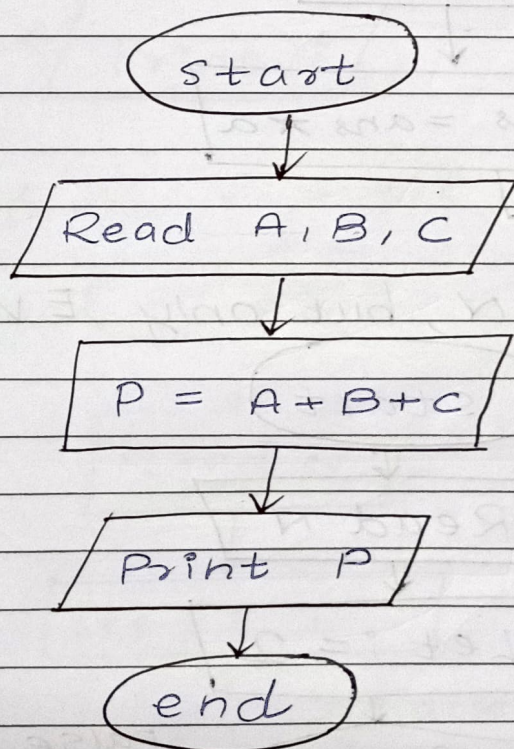 start
Read A, B, C
P = A + B + C
Print P
end